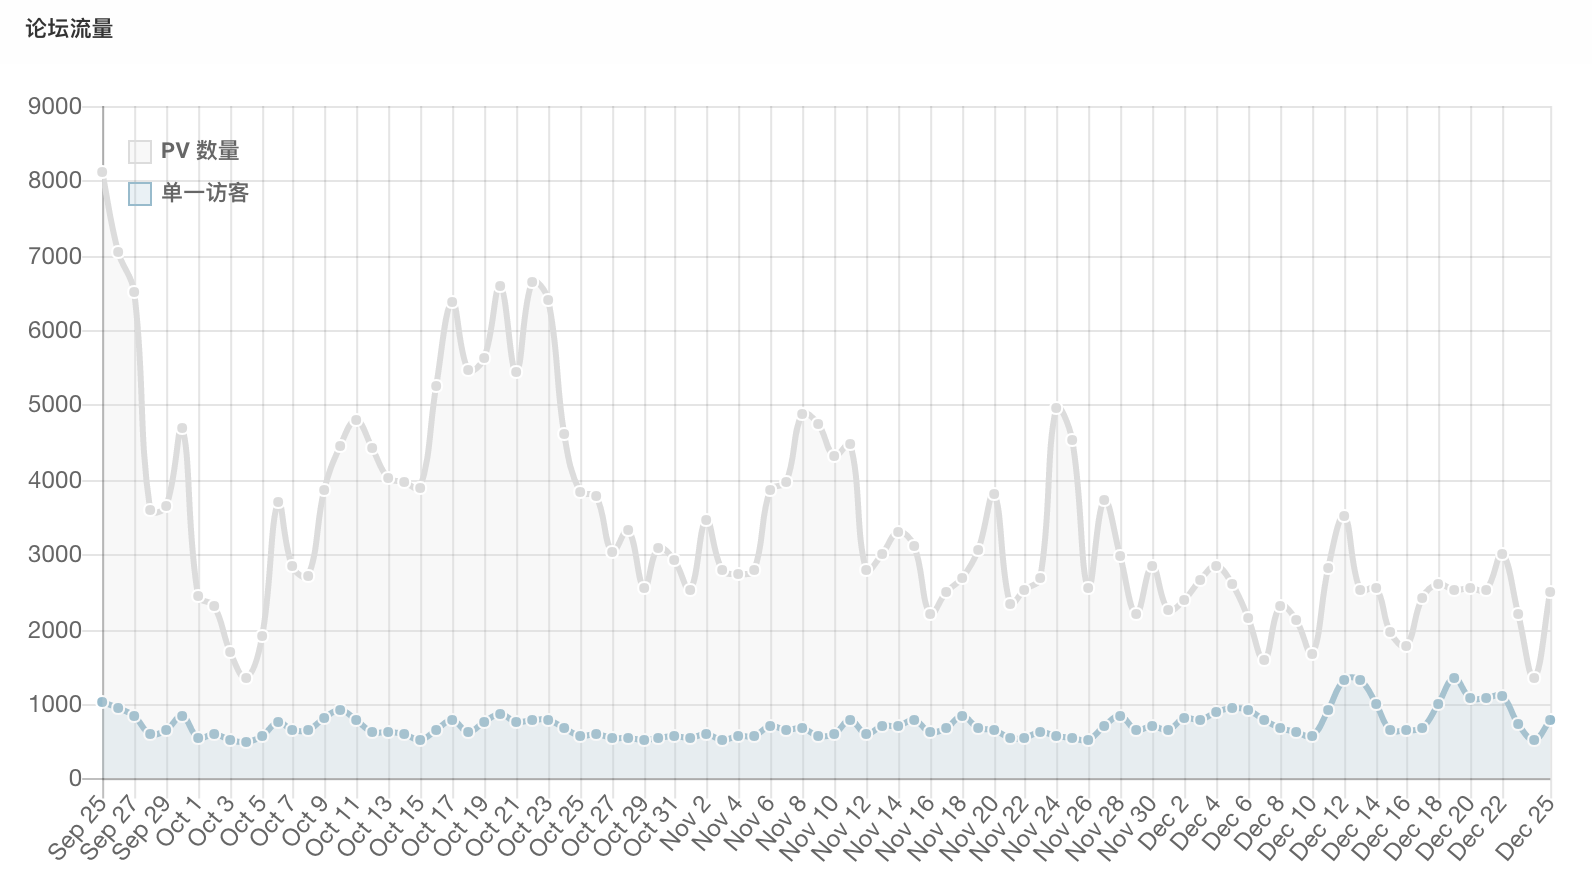 论坛流量
9000
8000
7000
6000
5000
4000
3000
2000
1000
0
PV 数量
单一访客
Sep 25
Sep 27
Sep 29
Oct 1
Oct 3
Oct 5
Oct 7
Oct 9
Oct 11
Oct 13
Oct 15
Oct 17
Oct 19
Oct 21
Oct 23
Oct 25
Oct 27
Oct 29
Oct 31
Nov 2
Nov 4
Nov 6
Nov 8
Nov 10
Nov 12
Nov 14
Nov 16
Nov 18
Nov 20
Nov 22
Nov 24
Nov 26
Nov 28
Nov 30
Dec 2
Dec 4
Dec 6
Dec 8
Dec 10
Dec 12
Dec 14
Dec 16
Dec 18
Dec 20
Dec 22
Dec 25